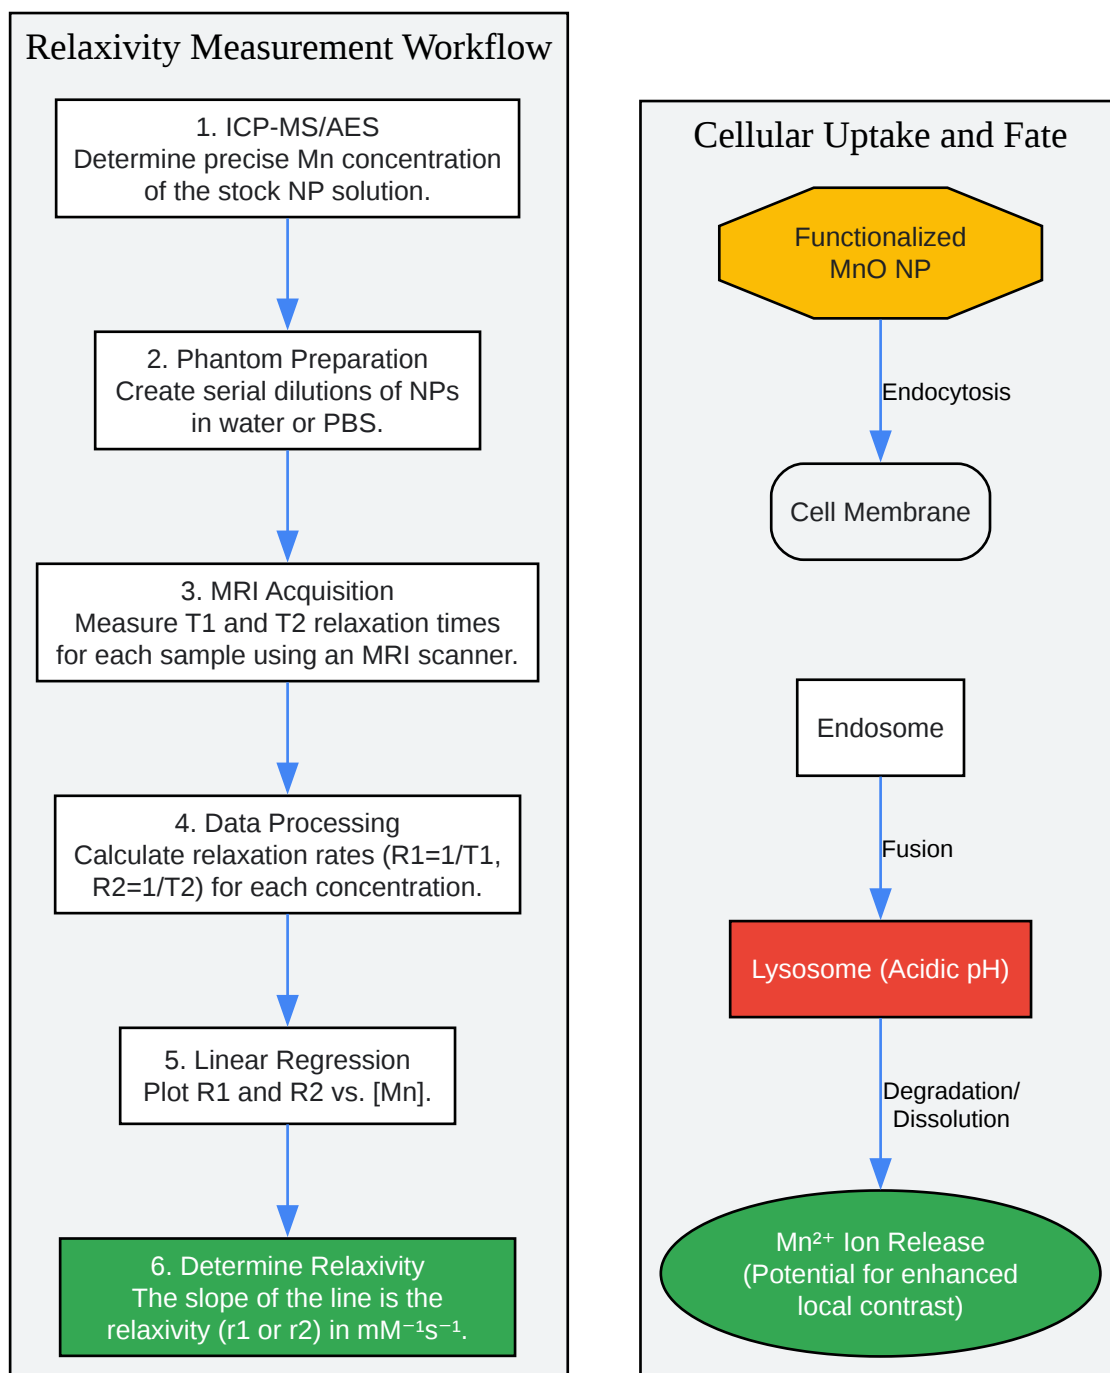 Relaxivity Measurement Workflow
1. ICP-MS/AES
Determine precise Mn concentration
of the stock NP solution.
2. Phantom Preparation
Create serial dilutions of NPs
in water or PBS.
3. MRI Acquisition
Measure T1 and T2 relaxation times
for each sample using an MRI scanner.
4. Data Processing
Calculate relaxation rates (R1=1/T1,
R2=1/T2) for each concentration.
5. Linear Regression
Plot R1 and R2 vs. [Mn].
6. Determine Relaxivity
The slope of the line is the
relaxivity (r1 or r2) in mM⁻¹s⁻¹.
Cellular Uptake and Fate
Functionalized
MnO NP
Endocytosis
Cell Membrane
Endosome
Fusion
Lysosome (Acidic pH)
Degradation/
Dissolution
Mn²⁺ Ion Release
(Potential for enhanced
local contrast)